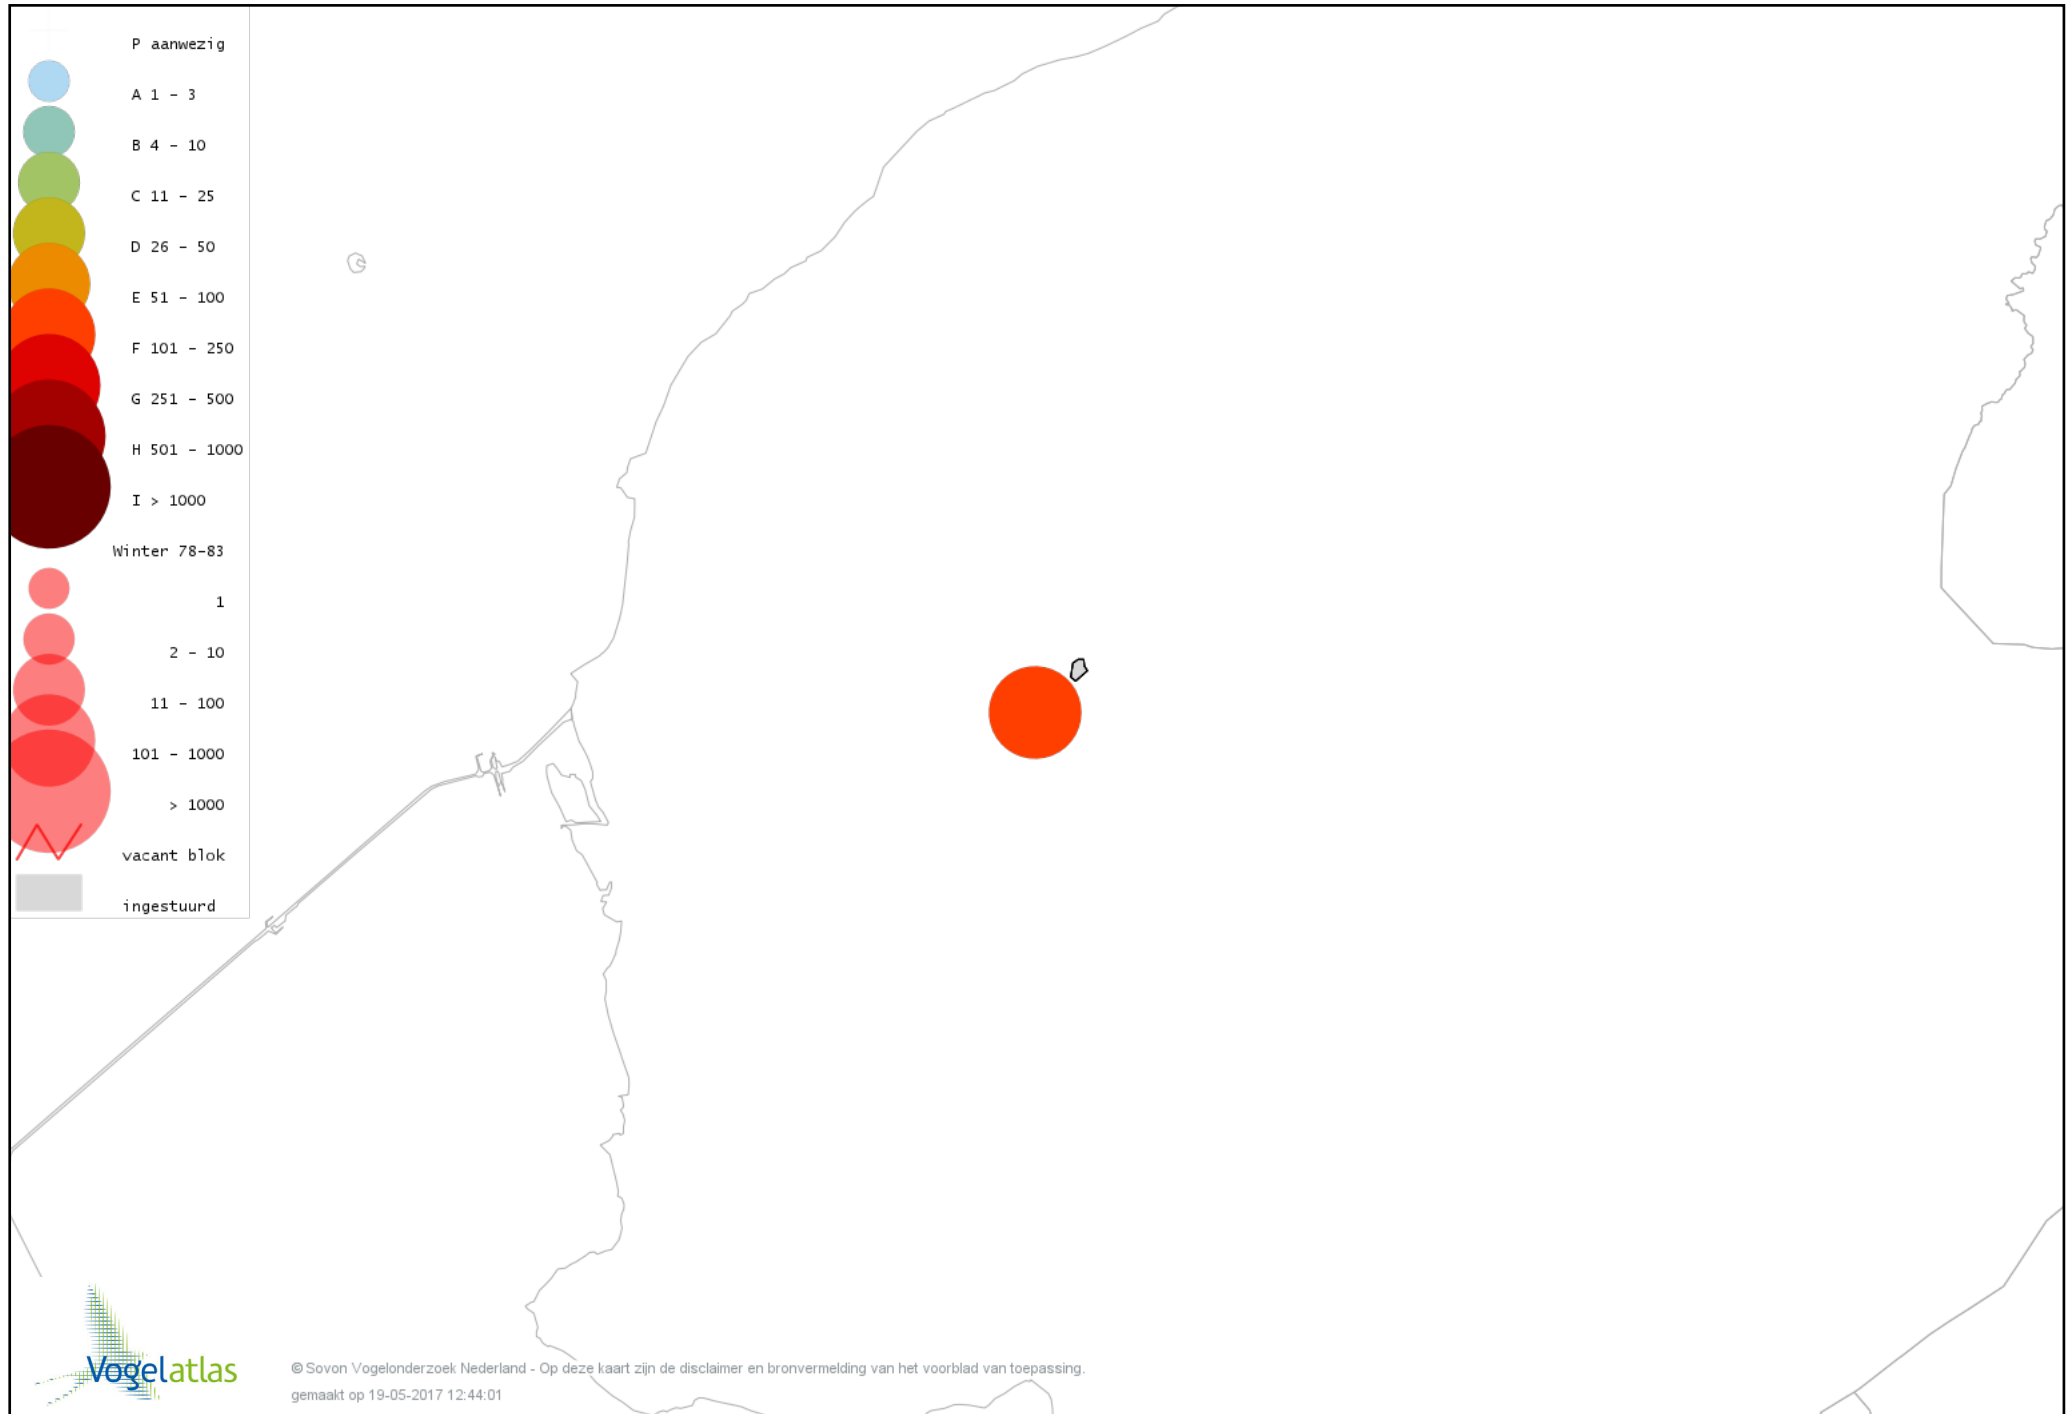 P aanwezig
A 1 - 3
B 4 - 10
C 11 - 25
D 26 - 50
E 51 - 100
F 101 - 250
G 251 - 500
H 501 - 1000
I > 1000
Winter 78-83
1
2 - 10
11 - 100
101 - 1000
> 1000
vacant blok
ingestuurd
Vogelatlas
© Sovon Vogelonderzoek Nederland - Op deze kaart zijn de disclaimer en bronvermelding van het voorblad van toepassing.
gemaakt op 19-05-2017 12:44:01